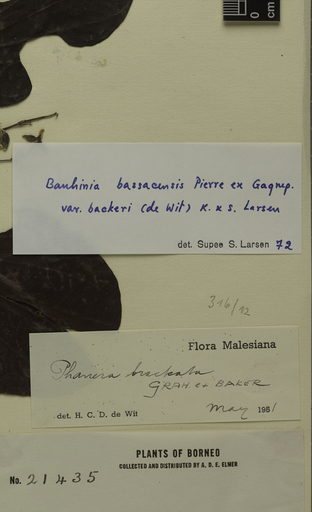 0
cm
Bauhinia bassacensis Pierre ex Gagnep.
var. backeri (de Wit) K. & S. Larsen
det. Supee S. Larsen 72
316/12
Flora Malesiana
Phanera bracteata
GRAH. ex BAKER
det. H. C. D. de Wit May 1951
PLANTS OF BORNEO
COLLECTED AND DISTRIBUTED BY A. D. E. ELMER
No. 21435